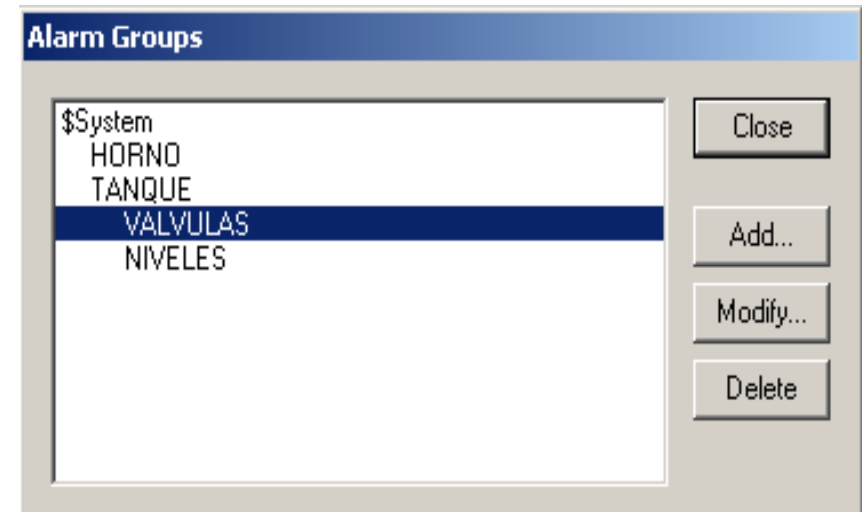 Alarm Groups
$System
HORNO
TANQUE
VALVULAS
NIVELES
Close
Add...
Modify...
Delete